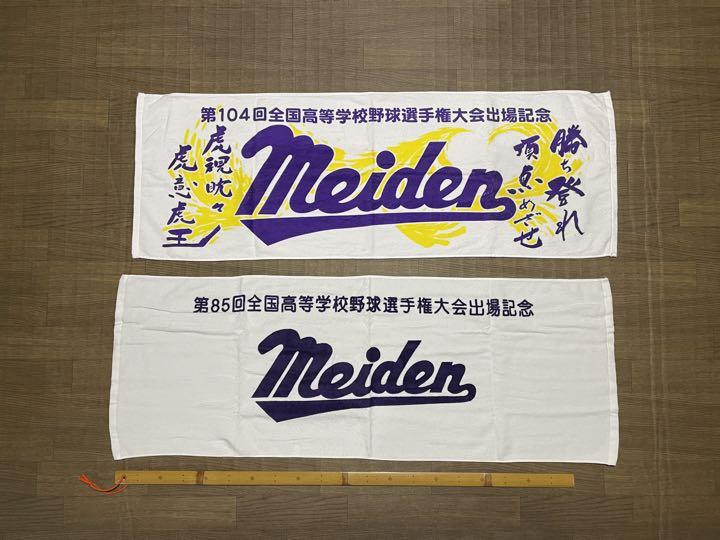 第104回全国高等学校野球選手権大会出場記念
勝ち登れ
頂点めざせ
Meiden
虎視眈々
虎意虎王
第85回全国高等学校野球選手権大会出場記念
Meiden